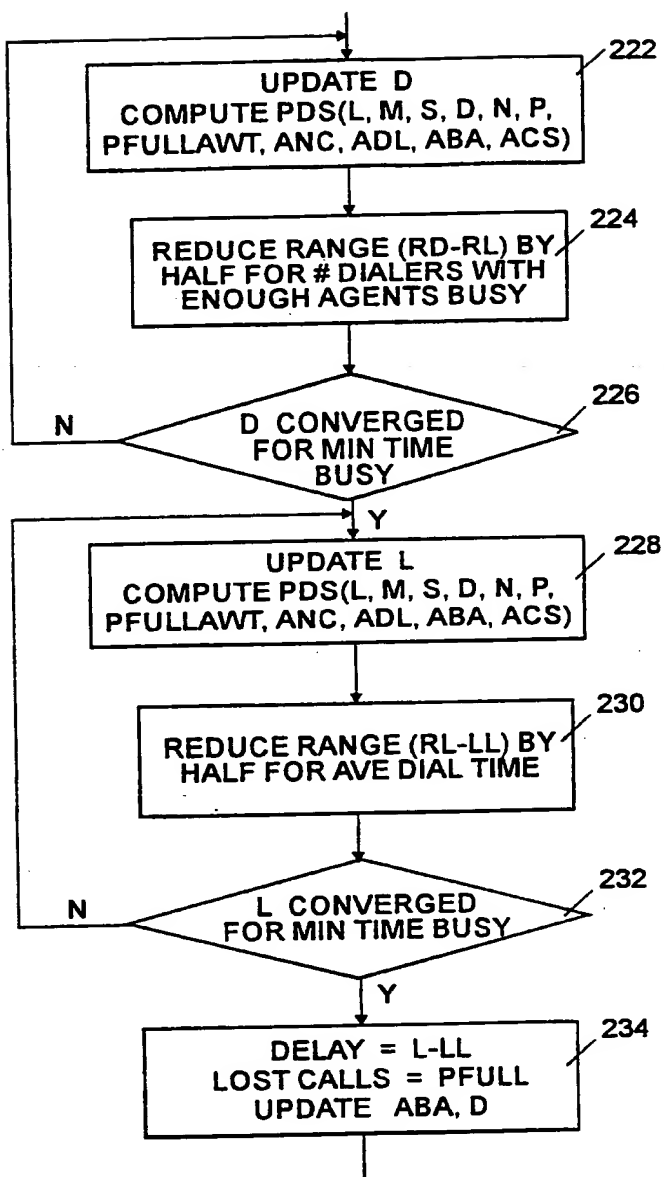 222
UPDATE D
COMPUTE PDS(L, M, S, D, N, P,
PFULLAWT, ANC, ADL, ABA, ACS)
224
REDUCE RANGE (RD-RL) BY
HALF FOR # DIALERS WITH
ENOUGH AGENTS BUSY
226
N
D CONVERGED
FOR MIN TIME
BUSY
Y
228
UPDATE L
COMPUTE PDS(L, M, S, D, N, P,
PFULLAWT, ANC, ADL, ABA, ACS)
230
REDUCE RANGE (RL-LL) BY
HALF FOR AVE DIAL TIME
232
N
L CONVERGED
FOR MIN TIME BUSY
Y
234
DELAY = L-LL
LOST CALLS = PFULL
UPDATE ABA, D